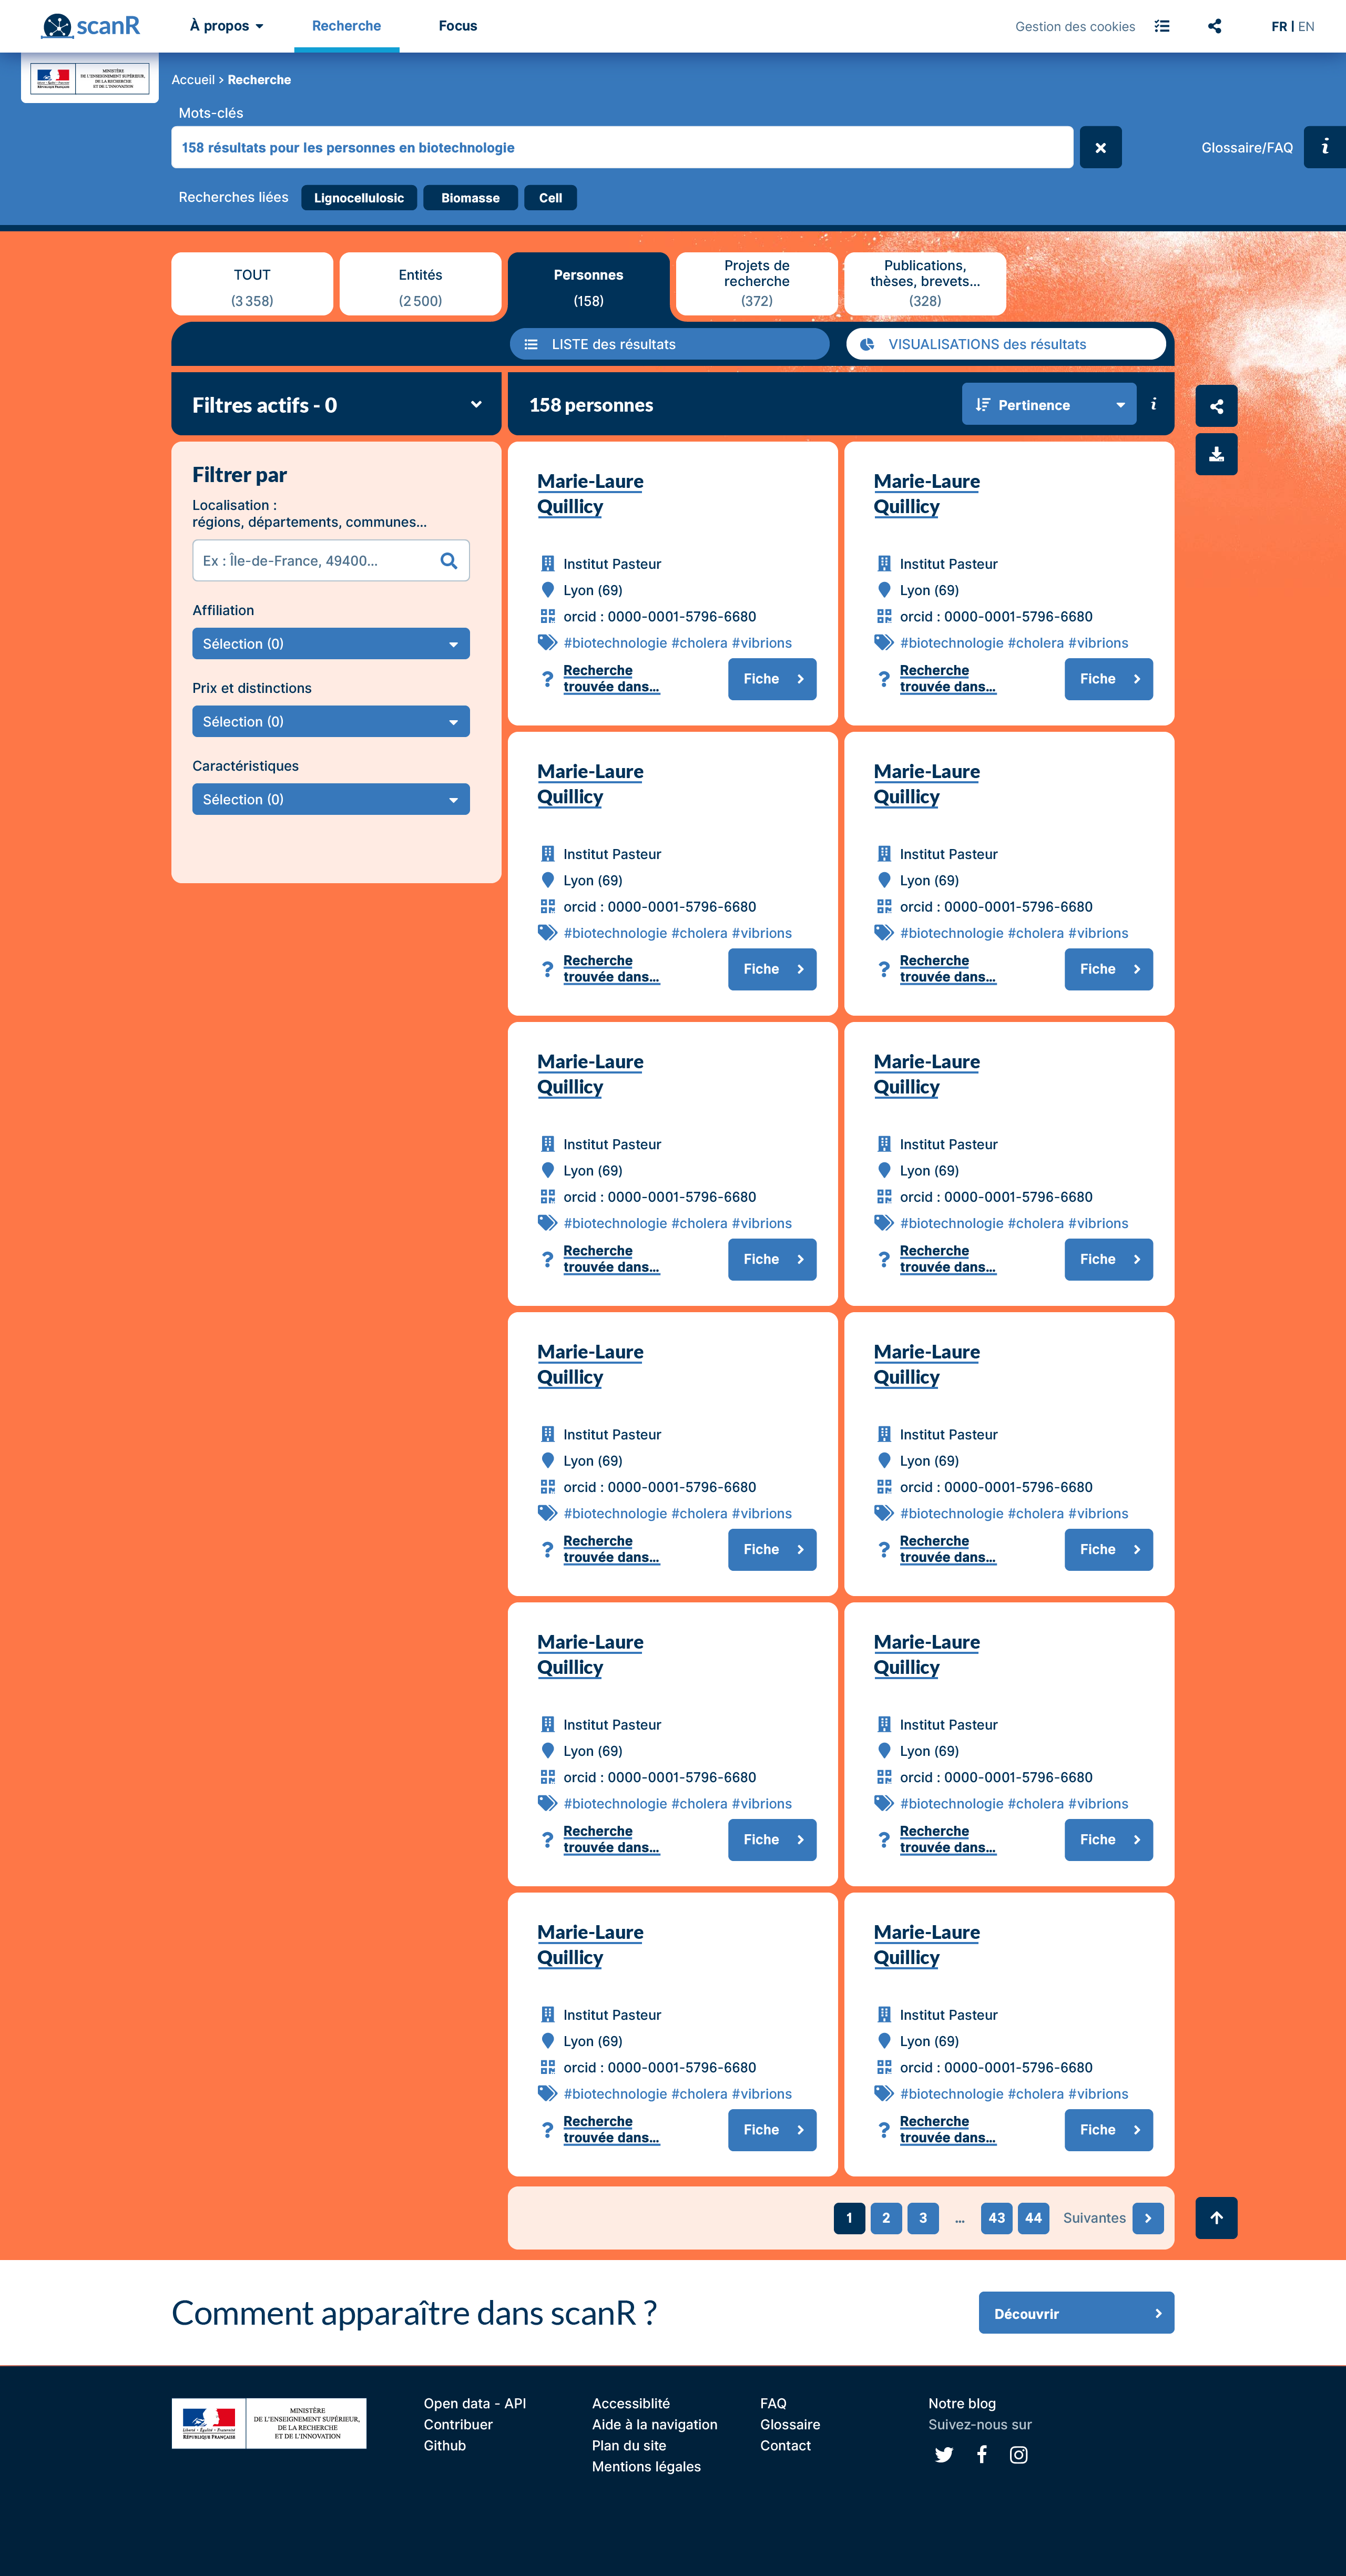 scanR
À propos
Recherche
Focus
Gestion des cookies
FR | EN
MINISTÈRE
DE L'ENSEIGNEMENT SUPÉRIEUR,
DE LA RECHERCHE
ET DE L'INNOVATION
Accueil > Recherche
Mots-clés
158 résultats pour les personnes en biotechnologie
Glossaire/FAQ
i
Recherches liées
Lignocellulosic
Biomasse
Cell
TOUT
(3 358)
Entités
(2 500)
Personnes
(158)
Projets de
recherche
(372)
Publications,
thèses, brevets...
(328)
LISTE des résultats
VISUALISATIONS des résultats
Filtres actifs - 0
158 personnes
Pertinence
i
Filtrer par
Localisation :
régions, départements, communes...
Ex : Île-de-France, 49400...
Affiliation
Sélection (0)
Prix et distinctions
Sélection (0)
Caractéristiques
Sélection (0)
Marie-Laure
Quillicy
Institut Pasteur
Lyon (69)
orcid : 0000-0001-5796-6680
#biotechnologie #cholera #vibrions
? Recherche
trouvée dans...
Fiche
Marie-Laure
Quillicy
Institut Pasteur
Lyon (69)
orcid : 0000-0001-5796-6680
#biotechnologie #cholera #vibrions
? Recherche
trouvée dans...
Fiche
Marie-Laure
Quillicy
Institut Pasteur
Lyon (69)
orcid : 0000-0001-5796-6680
#biotechnologie #cholera #vibrions
? Recherche
trouvée dans...
Fiche
Marie-Laure
Quillicy
Institut Pasteur
Lyon (69)
orcid : 0000-0001-5796-6680
#biotechnologie #cholera #vibrions
? Recherche
trouvée dans...
Fiche
Marie-Laure
Quillicy
Institut Pasteur
Lyon (69)
orcid : 0000-0001-5796-6680
#biotechnologie #cholera #vibrions
? Recherche
trouvée dans...
Fiche
Marie-Laure
Quillicy
Institut Pasteur
Lyon (69)
orcid : 0000-0001-5796-6680
#biotechnologie #cholera #vibrions
? Recherche
trouvée dans...
Fiche
Marie-Laure
Quillicy
Institut Pasteur
Lyon (69)
orcid : 0000-0001-5796-6680
#biotechnologie #cholera #vibrions
? Recherche
trouvée dans...
Fiche
Marie-Laure
Quillicy
Institut Pasteur
Lyon (69)
orcid : 0000-0001-5796-6680
#biotechnologie #cholera #vibrions
? Recherche
trouvée dans...
Fiche
Marie-Laure
Quillicy
Institut Pasteur
Lyon (69)
orcid : 0000-0001-5796-6680
#biotechnologie #cholera #vibrions
? Recherche
trouvée dans...
Fiche
Marie-Laure
Quillicy
Institut Pasteur
Lyon (69)
orcid : 0000-0001-5796-6680
#biotechnologie #cholera #vibrions
? Recherche
trouvée dans...
Fiche
Marie-Laure
Quillicy
Institut Pasteur
Lyon (69)
orcid : 0000-0001-5796-6680
#biotechnologie #cholera #vibrions
? Recherche
trouvée dans...
Fiche
Marie-Laure
Quillicy
Institut Pasteur
Lyon (69)
orcid : 0000-0001-5796-6680
#biotechnologie #cholera #vibrions
? Recherche
trouvée dans...
Fiche
1 2 3 ... 43 44 Suivantes
Comment apparaître dans scanR ?
Découvrir
Liberté • Égalité • Fraternité
RÉPUBLIQUE FRANÇAISE
MINISTÈRE
DE L'ENSEIGNEMENT SUPÉRIEUR,
DE LA RECHERCHE
ET DE L'INNOVATION
Open data - API
Contribuer
Github
Accessiblité
Aide à la navigation
Plan du site
Mentions légales
FAQ
Glossaire
Contact
Notre blog
Suivez-nous sur